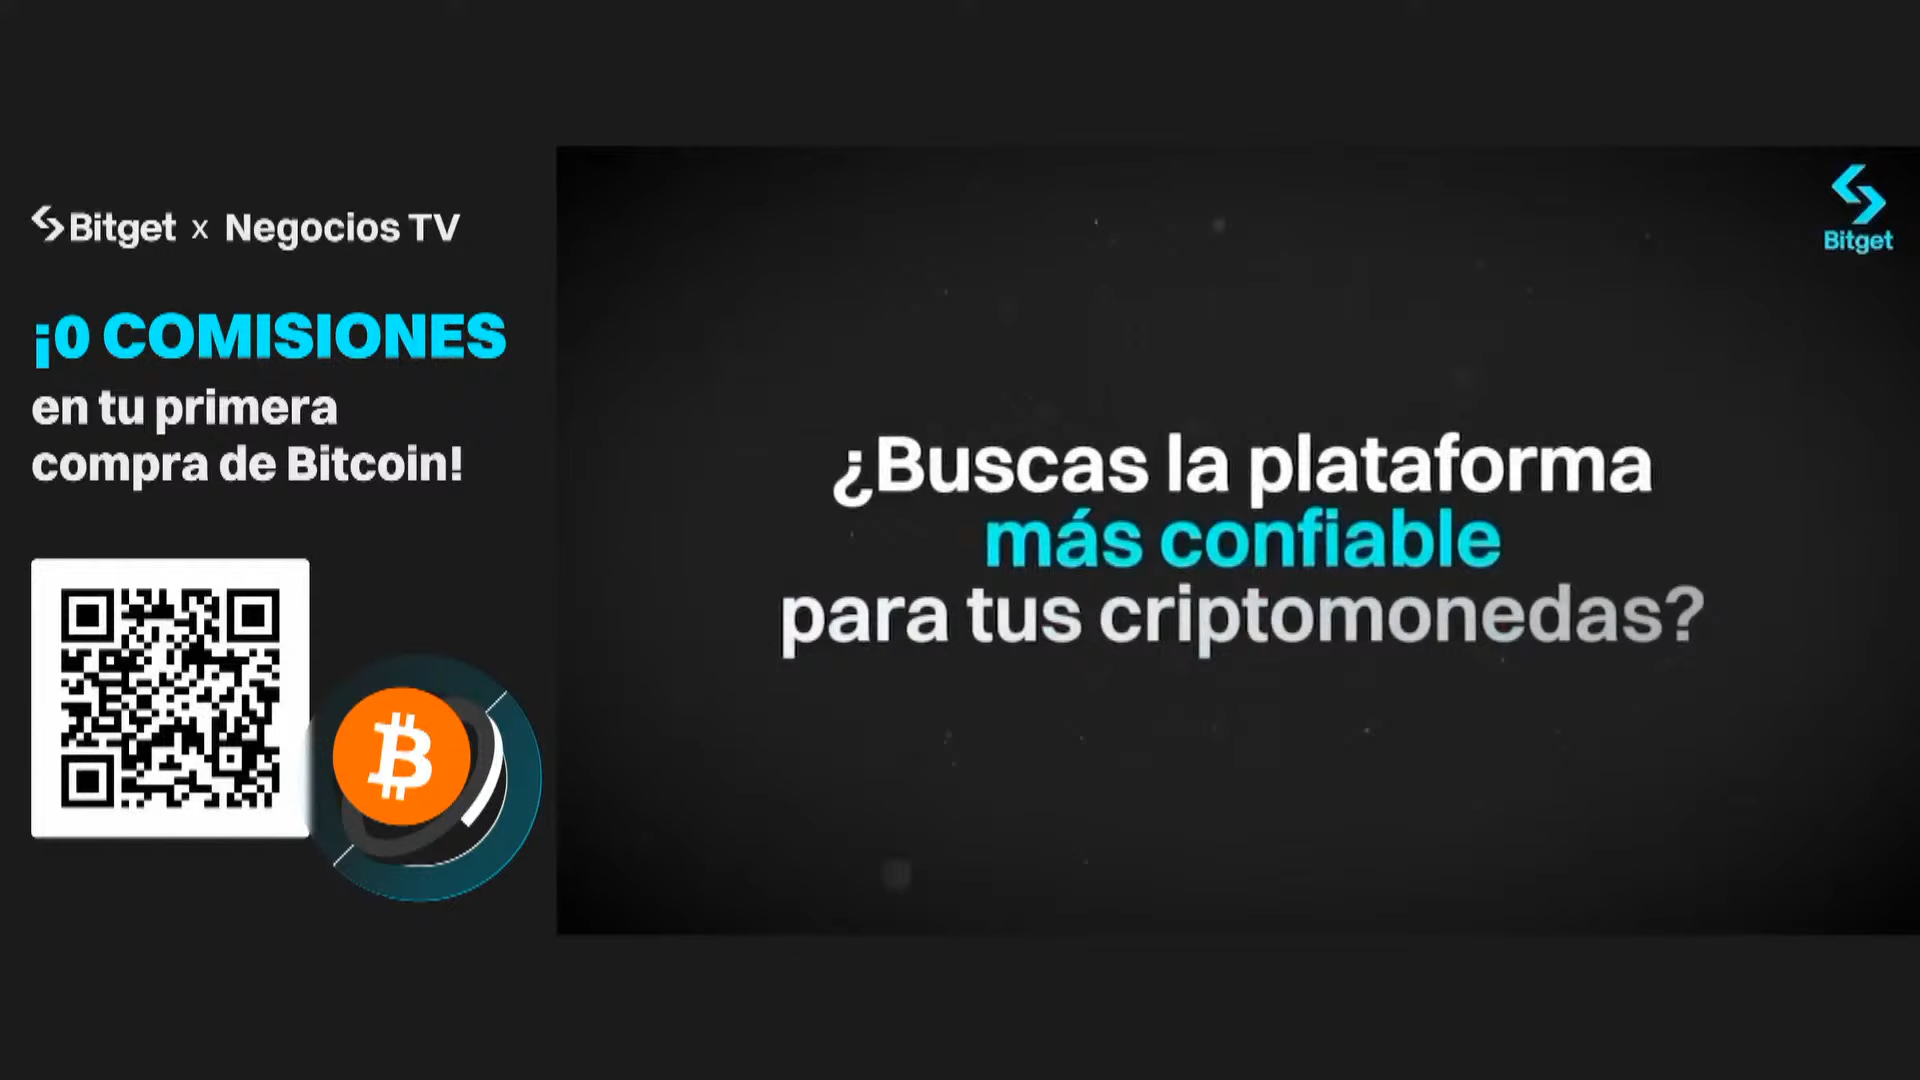 Bitget x Negocios TV
¡0 COMISIONES
en tu primera
compra de Bitcoin!
Bitget
¿Buscas la plataforma
más confiable
para tus criptomonedas?